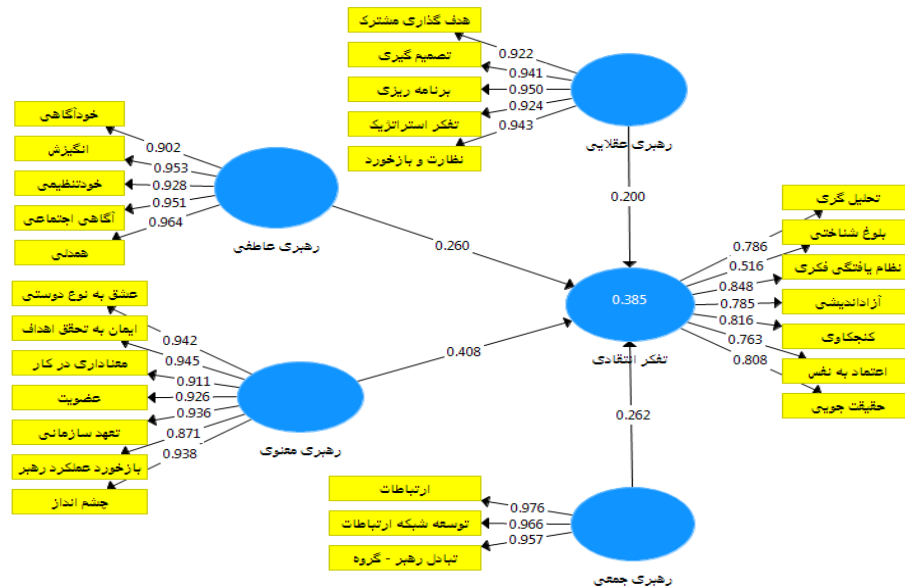 هدف گذاری مشترک
تصمیم گیری
برنامه ریزی
تفکر استراتژیک
نظارت و بازخورد
0.922
0.941
0.950
0.924
0.943
رهبری عقلایی
0.200
خودآگاهی
انگیزش
خودتنظیمی
آگاهی اجتماعی
همدلی
0.902
0.953
0.928
0.951
0.964
رهبری عاطفی
0.260
تحلیل گری
بلوغ شناختی
نظام یافتگی فکری
آزاداندیشی
کنجکاوی
اعتماد به نفس
حقیقت جویی
0.786
0.516
0.848
0.785
0.816
0.763
0.808
0.385
تفکر انتقادی
عشق به نوع دوستی
ایمان به تحقق اهداف
معناداری در کار
عضویت
تعهد سازمانی
بازخورد عملکرد رهبر
چشم انداز
0.942
0.945
0.911
0.926
0.936
0.871
0.938
رهبری معنوی
0.408
0.262
ارتباطات
توسعه شبکه ارتباطات
تبادل رهبر - گروه
0.976
0.966
0.957
رهبری جمعی